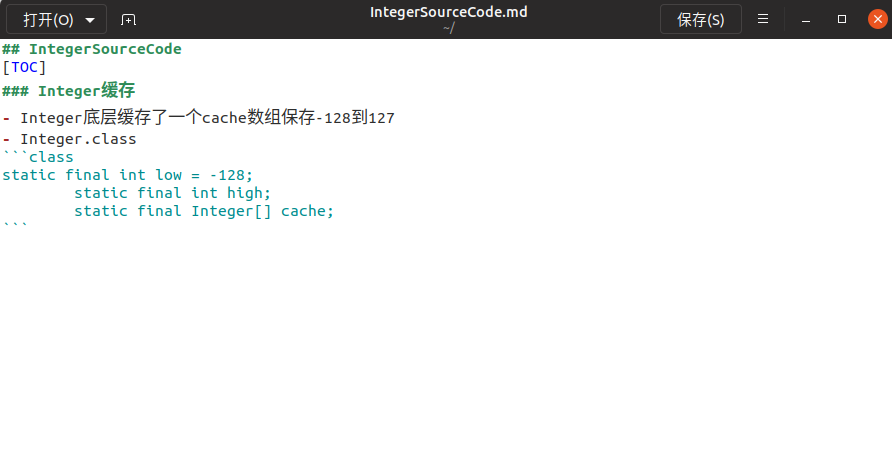 打开(O)
IntegerSourceCode.md
~/
保存(S)
## IntegerSourceCode
[TOC]
### Integer缓存
- Integer底层缓存了一个cache数组保存-128到127
- Integer.class
```class
static final int low = -128;
        static final int high;
        static final Integer[] cache;
```